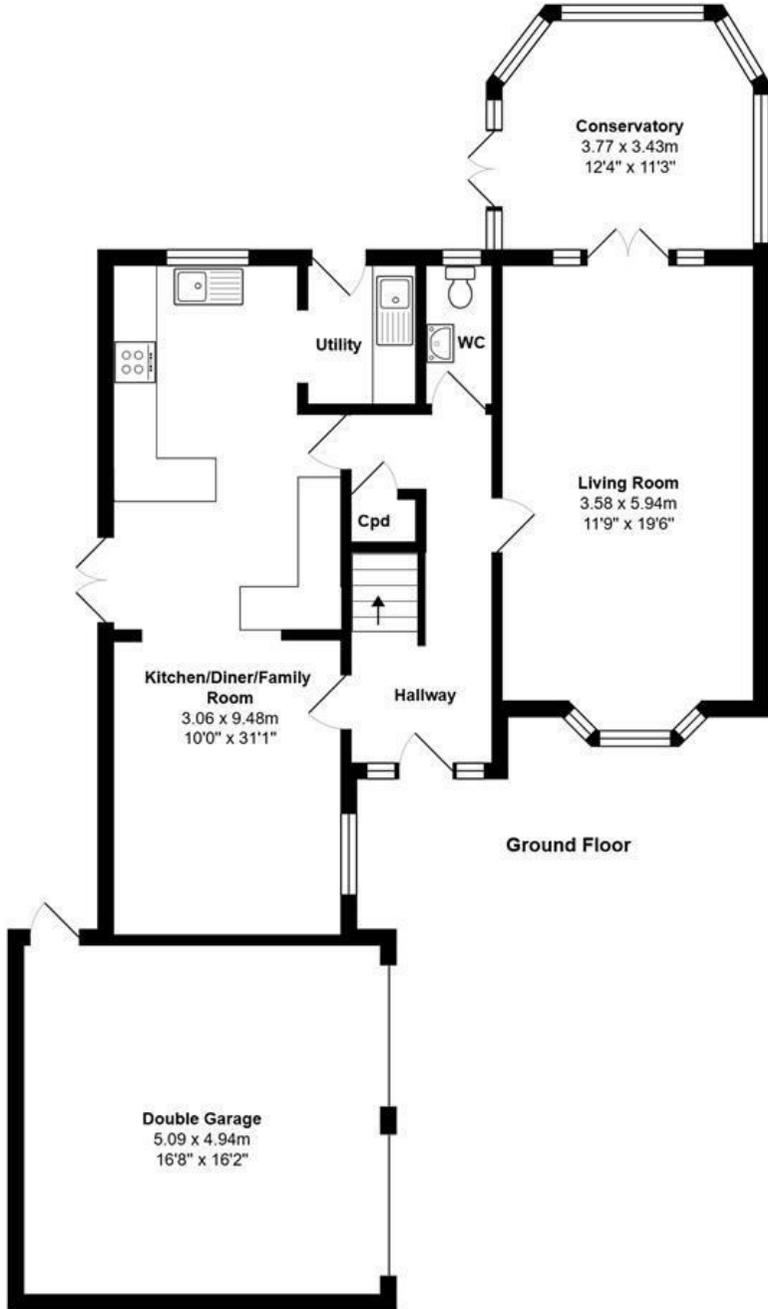 Conservatory
3.77 x 3.43m
12'4" x 11'3"
Utility
WC
Living Room
3.58 x 5.94m
11'9" x 19'6"
Cpd
Kitchen/Diner/Family
Room
3.06 x 9.48m
10'0" x 31'1"
Hallway
Ground Floor
Double Garage
5.09 x 4.94m
16'8" x 16'2"